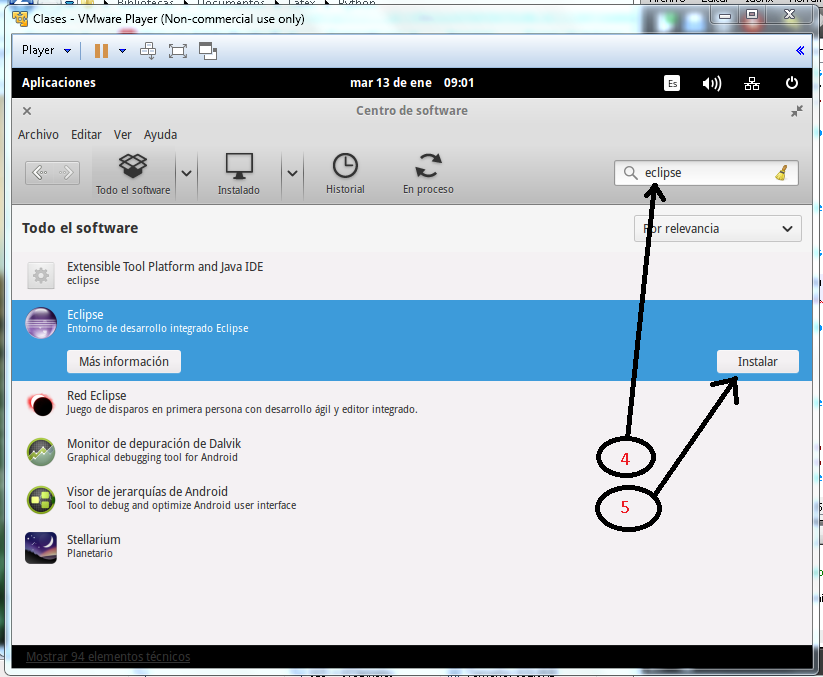 Clases - VMware Player (Non-commercial use only)
Player
Aplicaciones
mar 13 de ene 09:01
Es
Centro de software
Archivo Editar Ver Ayuda
Todo el software
Instalado
Historial
En proceso
eclipse
Todo el software
Por relevancia
Extensible Tool Platform and Java IDE
eclipse
Eclipse
Entorno de desarrollo integrado Eclipse
Más información
Instalar
Red Eclipse
Juego de disparos en primera persona con desarrollo ágil y editor integrado.
Monitor de depuración de Dalvik
Graphical debugging tool for Android
4
Visor de jerarquías de Android
Tool to debug and optimize Android user interface
5
Stellarium
Planetario
Mostrar 94 elementos técnicos